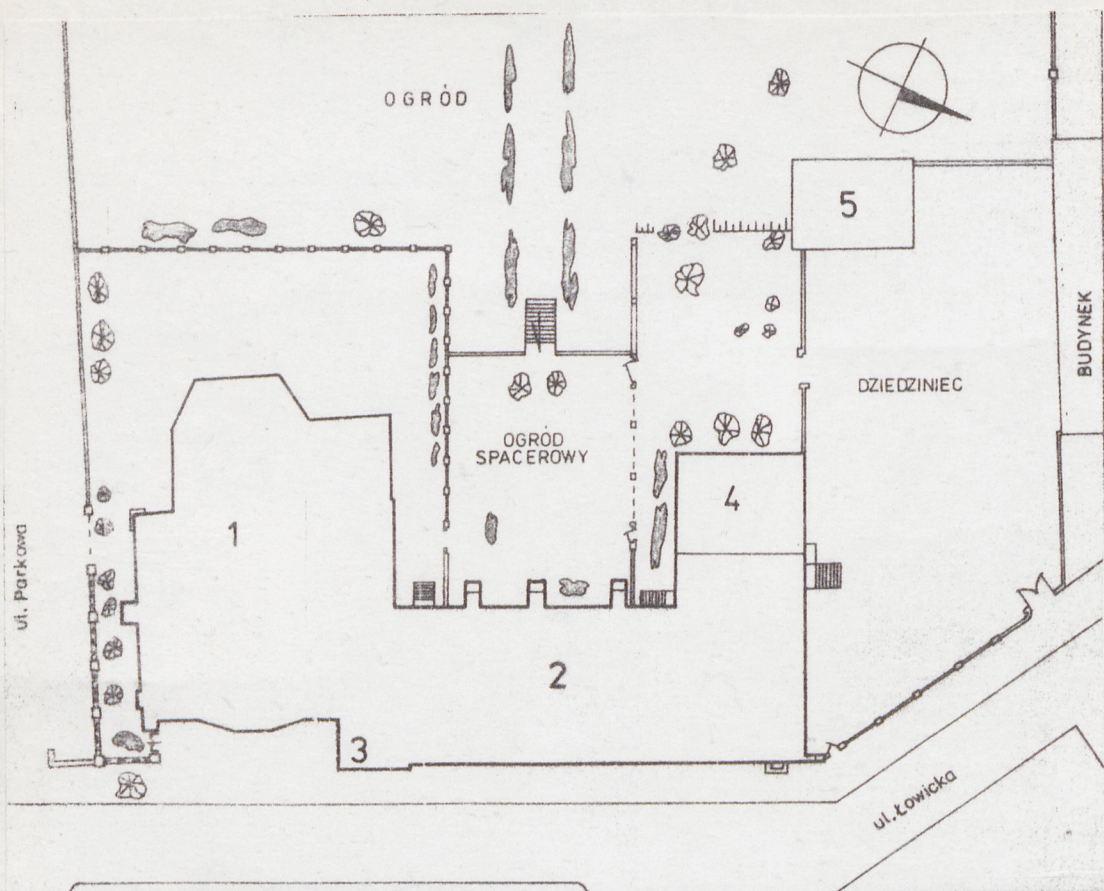 OGRÓD
5
BUDYNEK
DZIEDZINIEC
OGRÓD
SPACEROWY
4
1
ul. Parkowa
2
3
ul. Łowicka